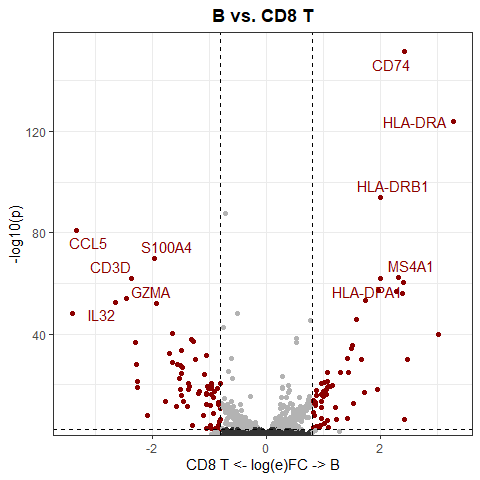 B vs. CD8 T
CD74
HLA-DRA
HLA-DRB1
CCL5
S100A4
CD3D
MS4A1
GZMA
HLA-DPA1
IL32
120
80
40
-log10(p)
-2
0
2
CD8 T <- log(e)FC -> B